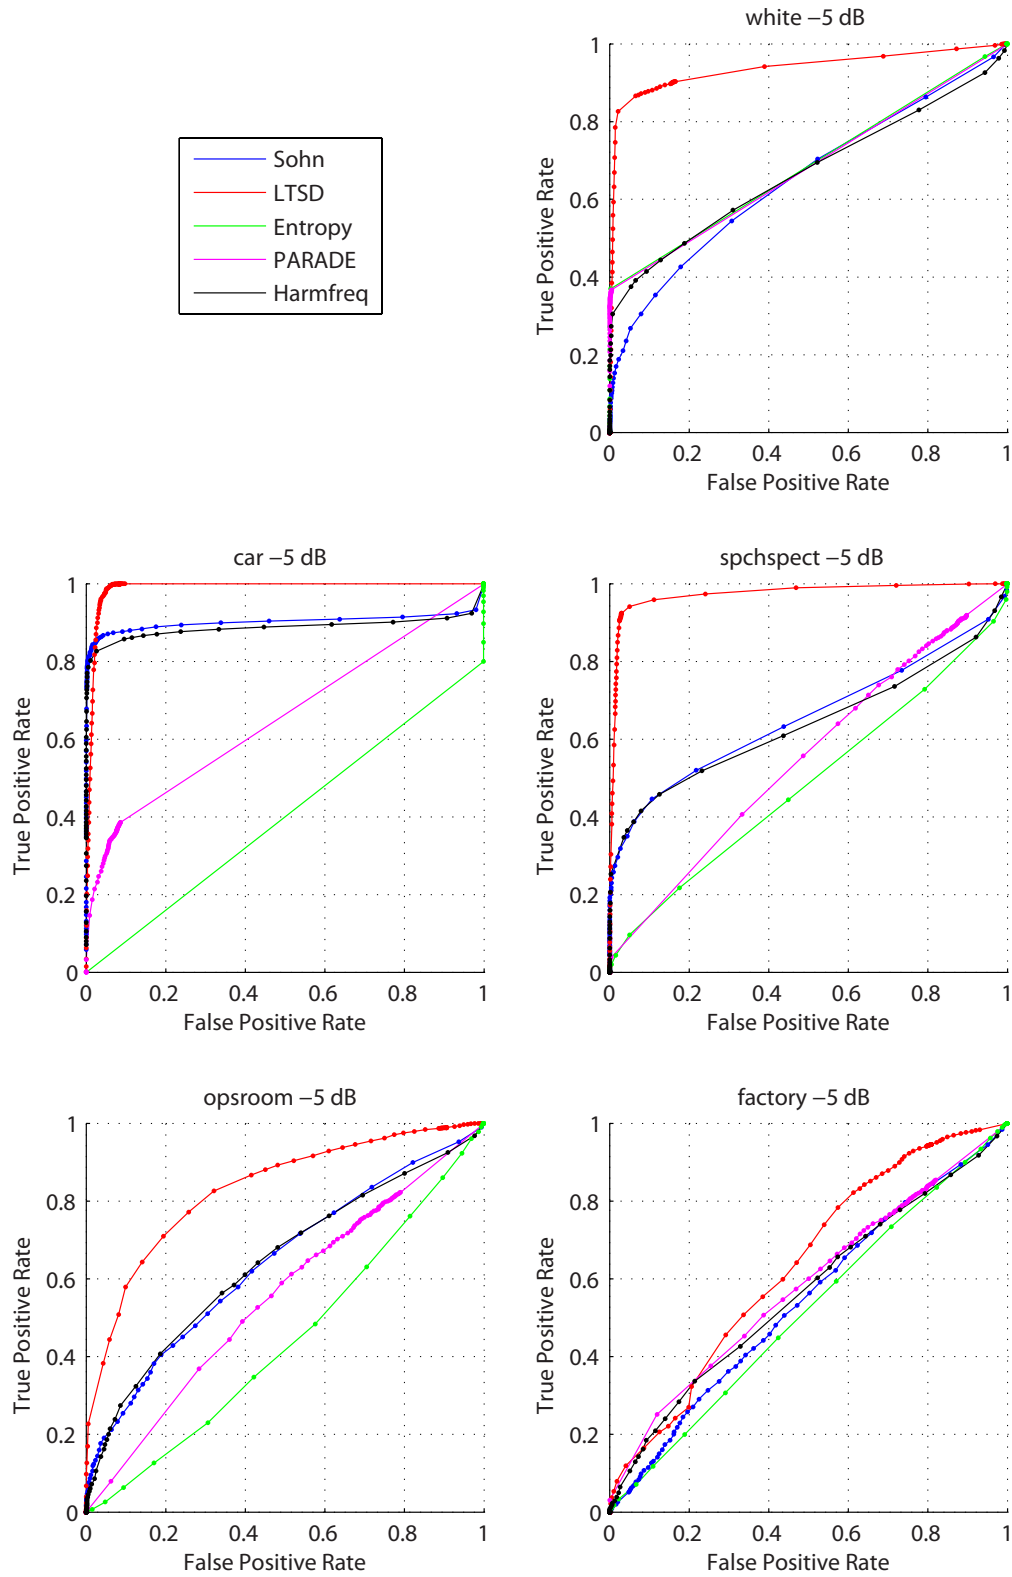 white −5 dB
Sohn
LTSD
Entropy
PARADE
Harmfreq
True Positive Rate
1
0.8
0.6
0.4
0.2
0
0 0.2 0.4 0.6 0.8 1
False Positive Rate
car −5 dB
True Positive Rate
1
0.8
0.6
0.4
0.2
0
0 0.2 0.4 0.6 0.8 1
False Positive Rate
spchspect −5 dB
True Positive Rate
1
0.8
0.6
0.4
0.2
0
0 0.2 0.4 0.6 0.8 1
False Positive Rate
opsroom −5 dB
True Positive Rate
1
0.8
0.6
0.4
0.2
0
0 0.2 0.4 0.6 0.8 1
False Positive Rate
factory −5 dB
True Positive Rate
1
0.8
0.6
0.4
0.2
0
0 0.2 0.4 0.6 0.8 1
False Positive Rate